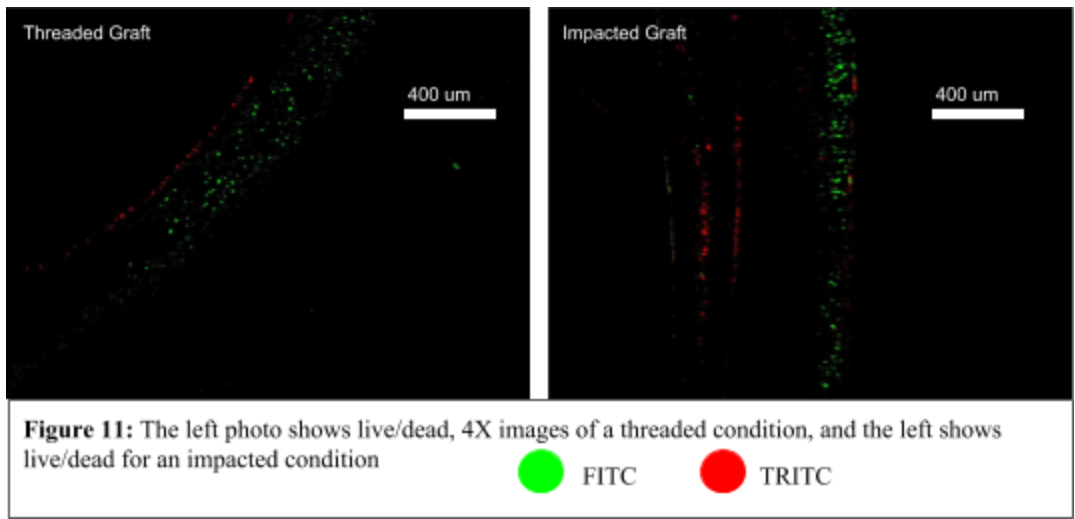 Threaded Graft
400 um
Impacted Graft
400 um
Figure 11: The left photo shows live/dead, 4X images of a threaded condition, and the left shows
live/dead for an impacted condition
FITC
TRITC